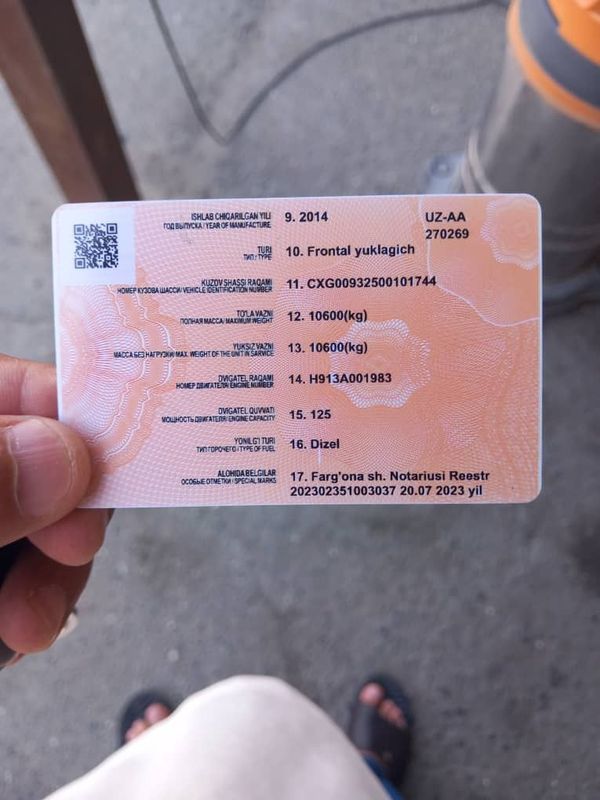 ISHLAB CHIQARILGAN YILI 9. 2014 UZ-AA
ГОД ВЫПУСКА / YEAR OF MANUFACTURE 270269
TURI 10. Frontal yuklagich
ТИП / TYPE
KUZOV SHASSI RAQAMI 11. CXG00932500101744
НОМЕР КУЗОВА ШАССИ / VEHICLE IDENTIFICATION NUMBER
TO'LA VAZNI 12. 10600(kg)
ПОЛНАЯ МАССА / MAXIMUM WEIGHT
YUKSIZ VAZNI 13. 10600(kg)
МАССА БЕЗ НАГРУЗКИ / MAX. WEIGHT OF THE UNIT IN SARVICE
DVIGATEL RAQAMI 14. H913A001983
НОМЕР ДВИГАТЕЛЯ / ENGINE NUMBER
DVIGATEL QUVVATI 15. 125
МОЩНОСТЬ ДВИГАТЕЛЯ / ENGINE CAPACITY
YONILG'I TURI 16. Dizel
ТИП ГОРЮЧЕГО / TYPE OF FUEL
ALOHIDA BELGILAR 17. Farg'ona sh. Notariusi Reestr
ОСОБЫЕ ОТМЕТКИ / SPECIAL MARKS 202302351003037 20.07 2023 yil